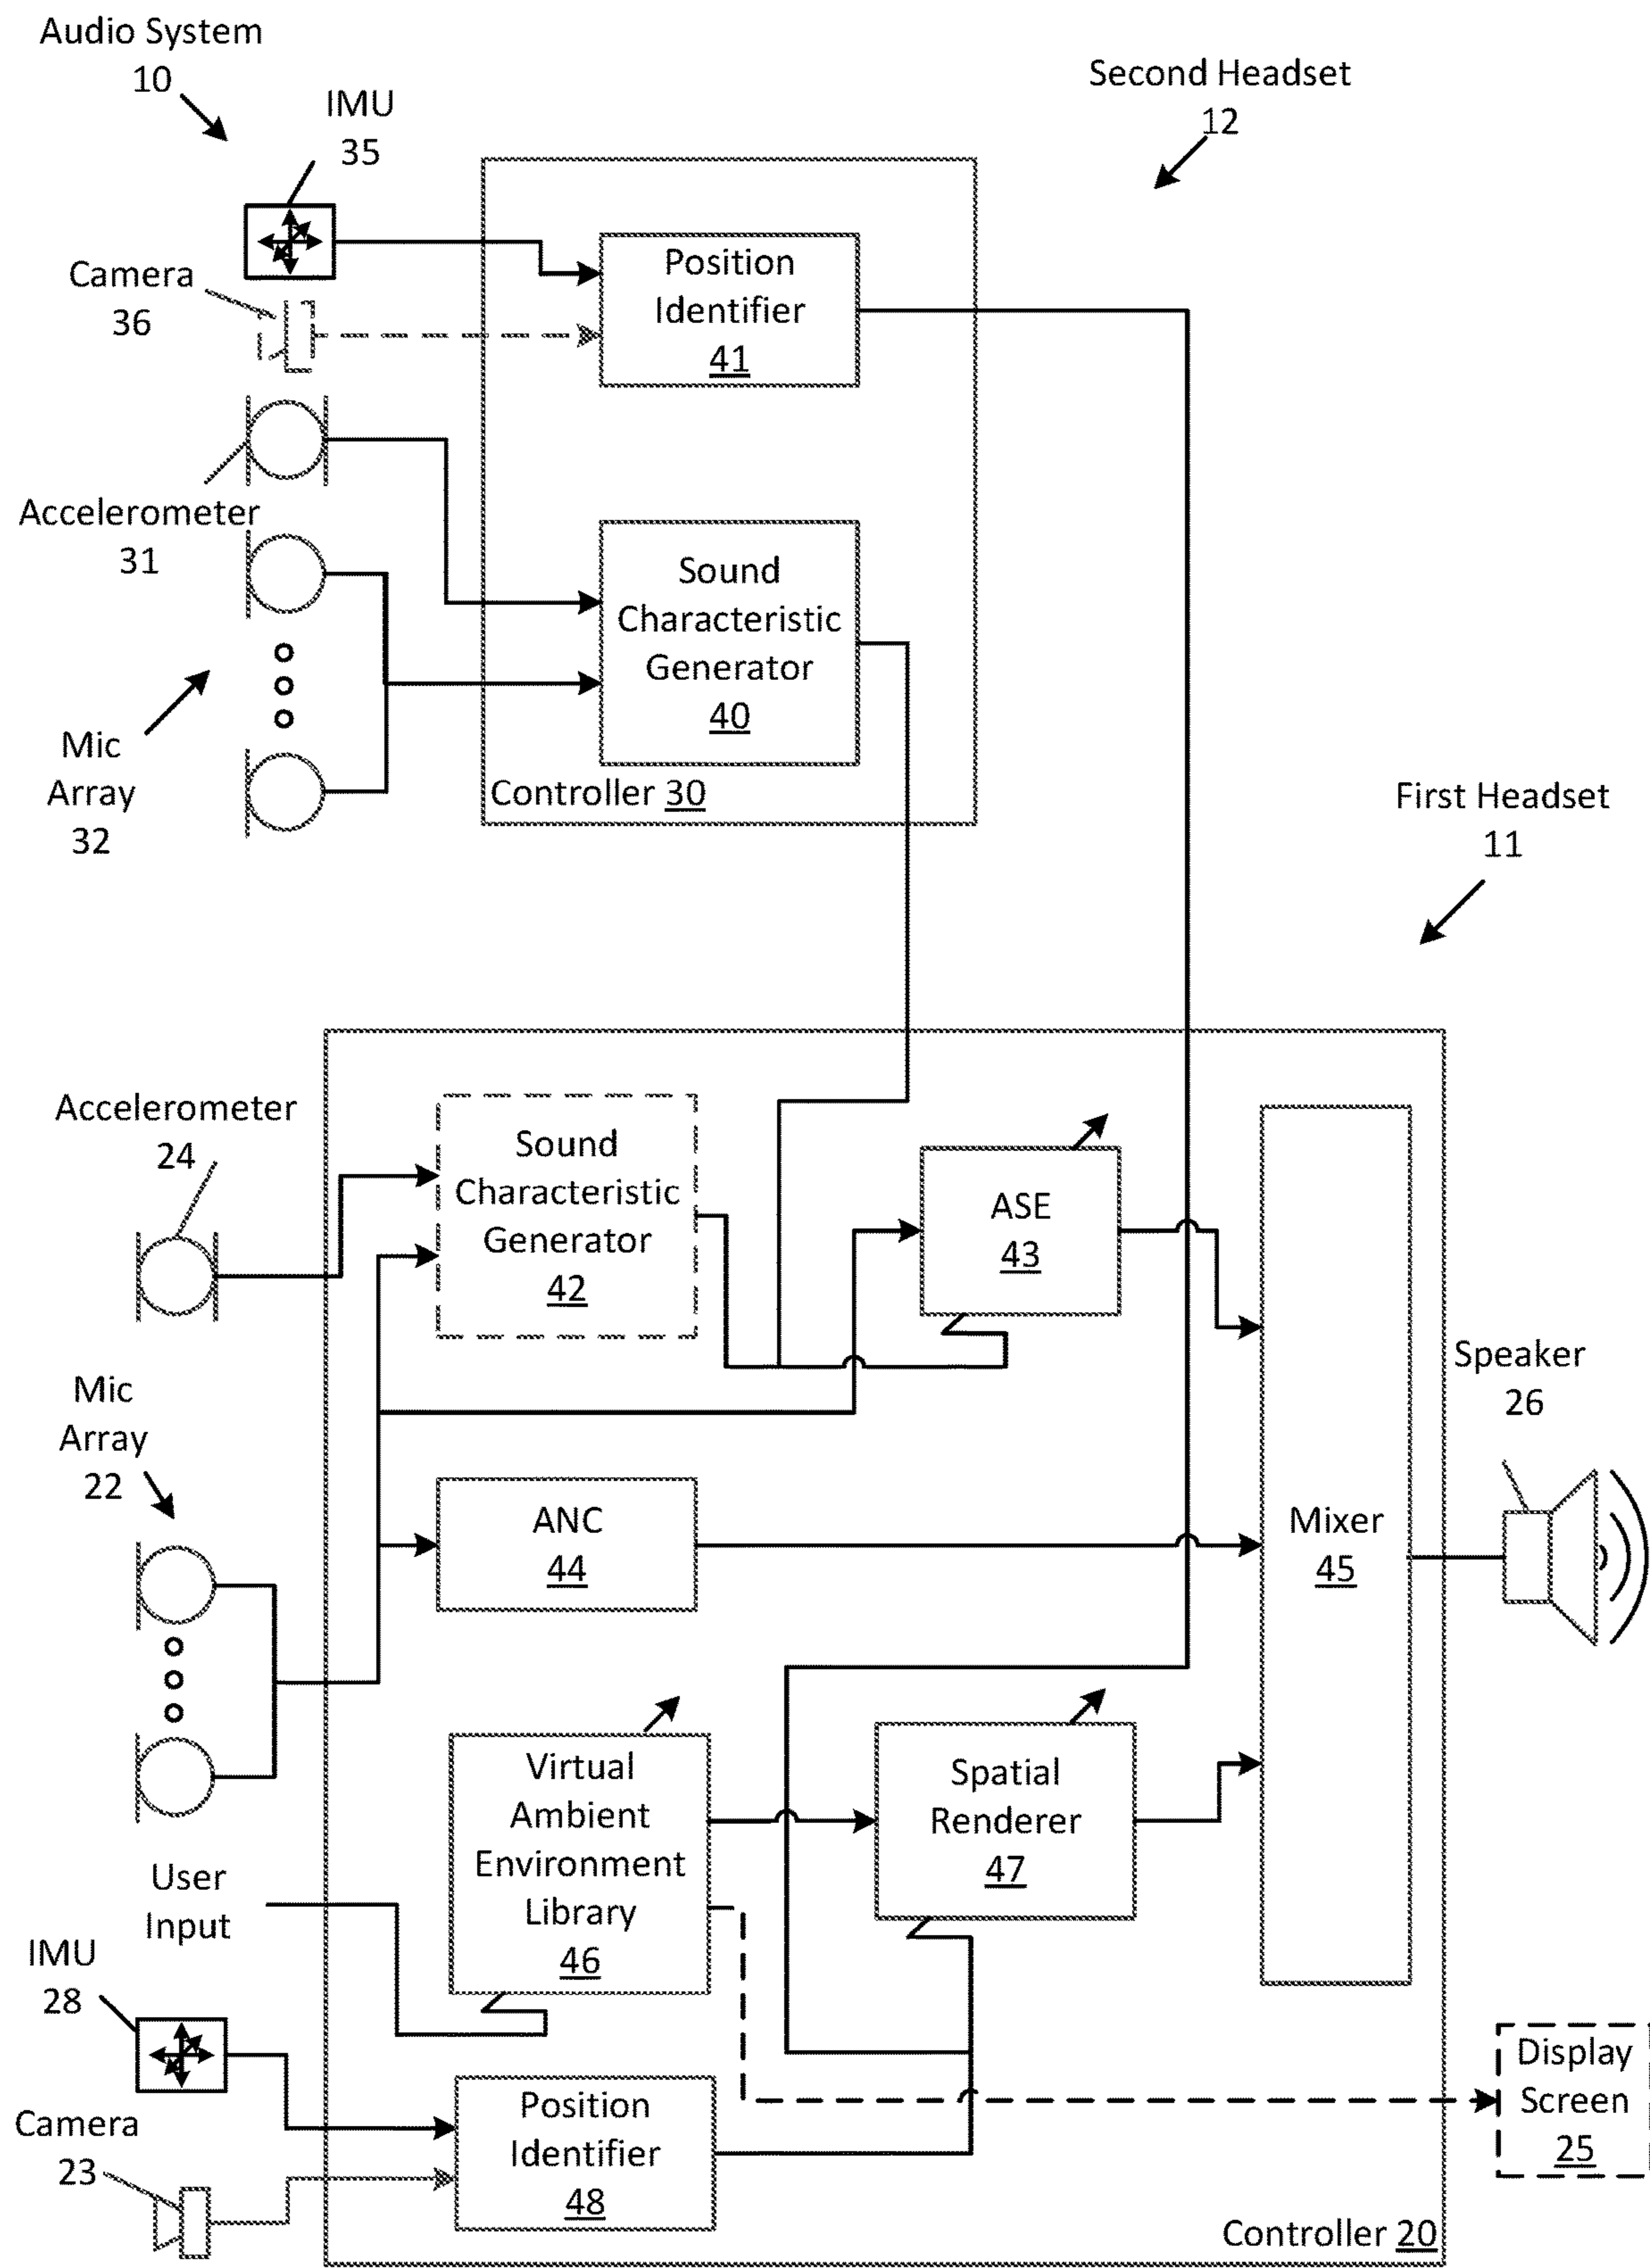 Audio System
10
IMU
35
Second Headset
12
Camera
36
Position
Identifier
41
Accelerometer
31
Sound
Characteristic
Generator
40
Mic
Array
32
Controller 30
First Headset
11
Accelerometer
24
Sound
Characteristic
Generator
42
ASE
43
Mic
Array
22
Speaker
26
ANC
44
Mixer
45
Virtual
Ambient
Environment
Library
46
Spatial
Renderer
47
User
Input
IMU
28
Display
Screen
25
Camera
23
Position
Identifier
48
Controller 20